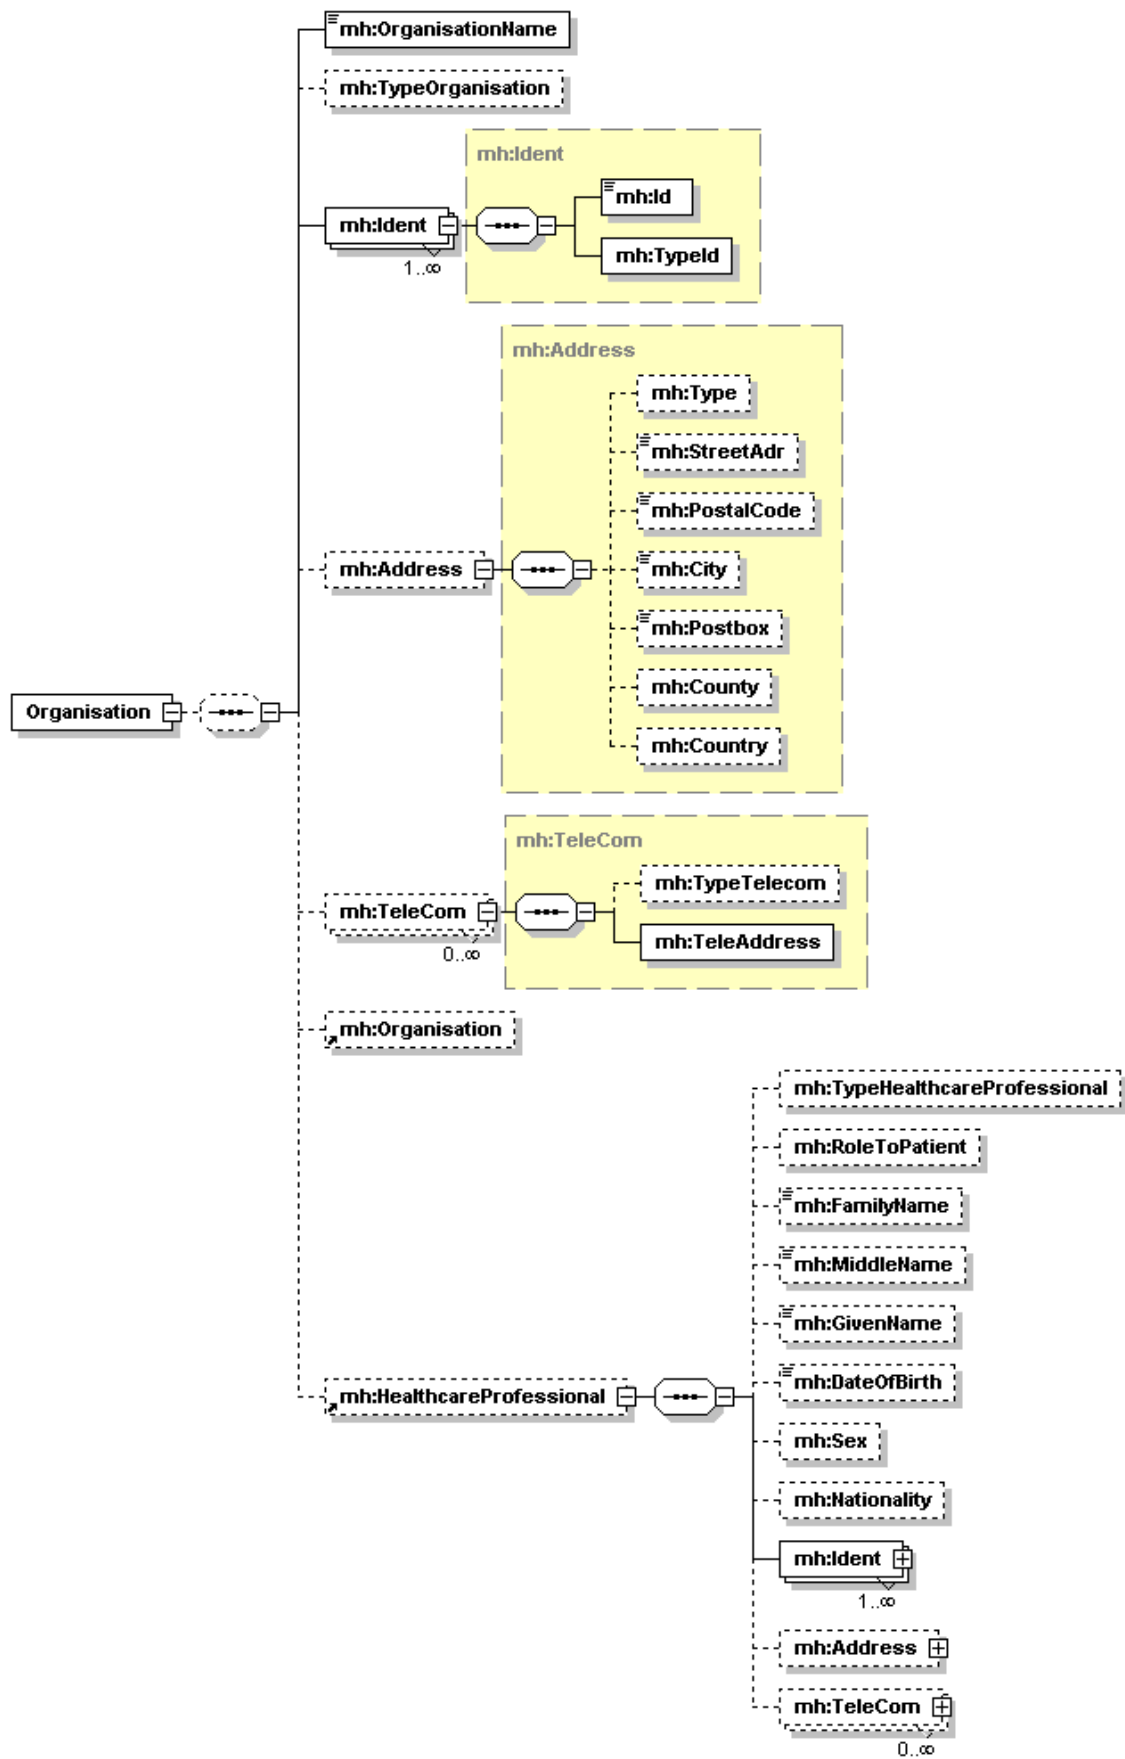 mh:OrganisationName
mh:TypeOrganisation
mh:Ident
mh:Id
mh:Ident
mh:TypeId
1..∞
mh:Address
mh:Type
mh:StreetAdr
mh:PostalCode
mh:Address
mh:City
mh:Postbox
mh:County
Organisation
mh:Country
mh:TeleCom
mh:TypeTelecom
mh:TeleCom
mh:TeleAddress
0..∞
mh:Organisation
mh:TypeHealthcareProfessional
mh:RoleToPatient
mh:FamilyName
mh:MiddleName
mh:GivenName
mh:DateOfBirth
mh:HealthcareProfessional
mh:Sex
mh:Nationality
mh:Ident
1..∞
mh:Address
mh:TeleCom
0..∞